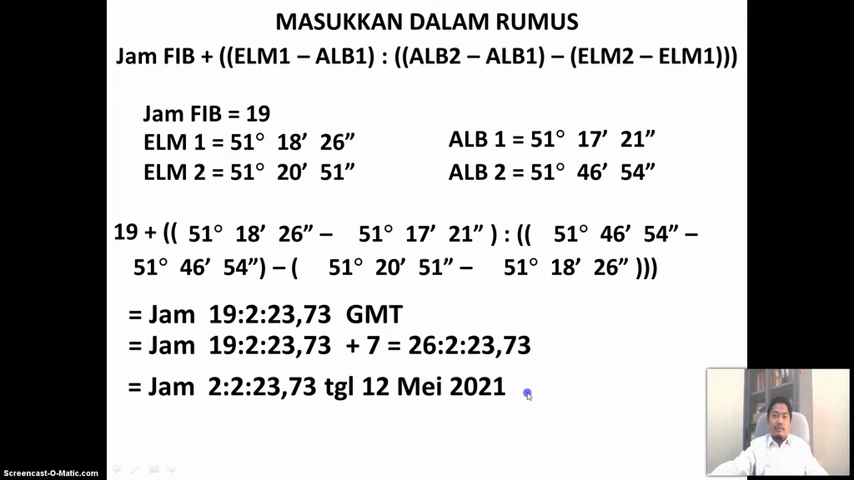 MASUKKAN DALAM RUMUS
Jam FIB + ((ELM1 – ALB1) : ((ALB2 – ALB1) – (ELM2 – ELM1)))
Jam FIB = 19
ELM 1 = 51° 18’ 26”
ALB 1 = 51° 17’ 21”
ELM 2 = 51° 20’ 51”
ALB 2 = 51° 46’ 54”
19 + (( 51° 18’ 26” – 51° 17’ 21” ) : (( 51° 46’ 54” –
51° 46’ 54”) – ( 51° 20’ 51” – 51° 18’ 26” )))
= Jam 19:2:23,73 GMT
= Jam 19:2:23,73 + 7 = 26:2:23,73
= Jam 2:2:23,73 tgl 12 Mei 2021
Screencast-O-Matic.com